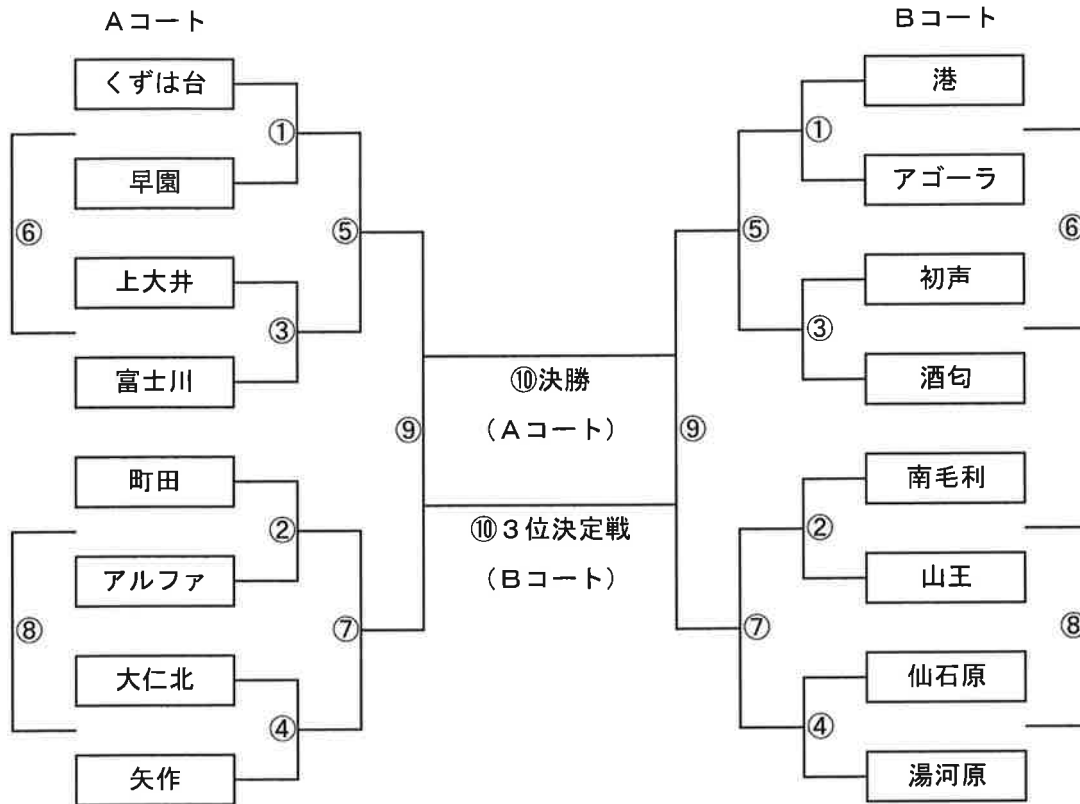 Aコート
Bコート
くずは台
①
早園
⑥
⑤
上大井
③
富士川
町田
②
アルファ
⑧
⑦
大仁北
④
矢作
⑨
⑩決勝
(Aコート)
⑩3位決定戦
(Bコート)
⑨
港
①
アゴーラ
⑤
⑥
初声
③
酒匂
南毛利
②
山王
⑦
⑧
仙石原
④
湯河原